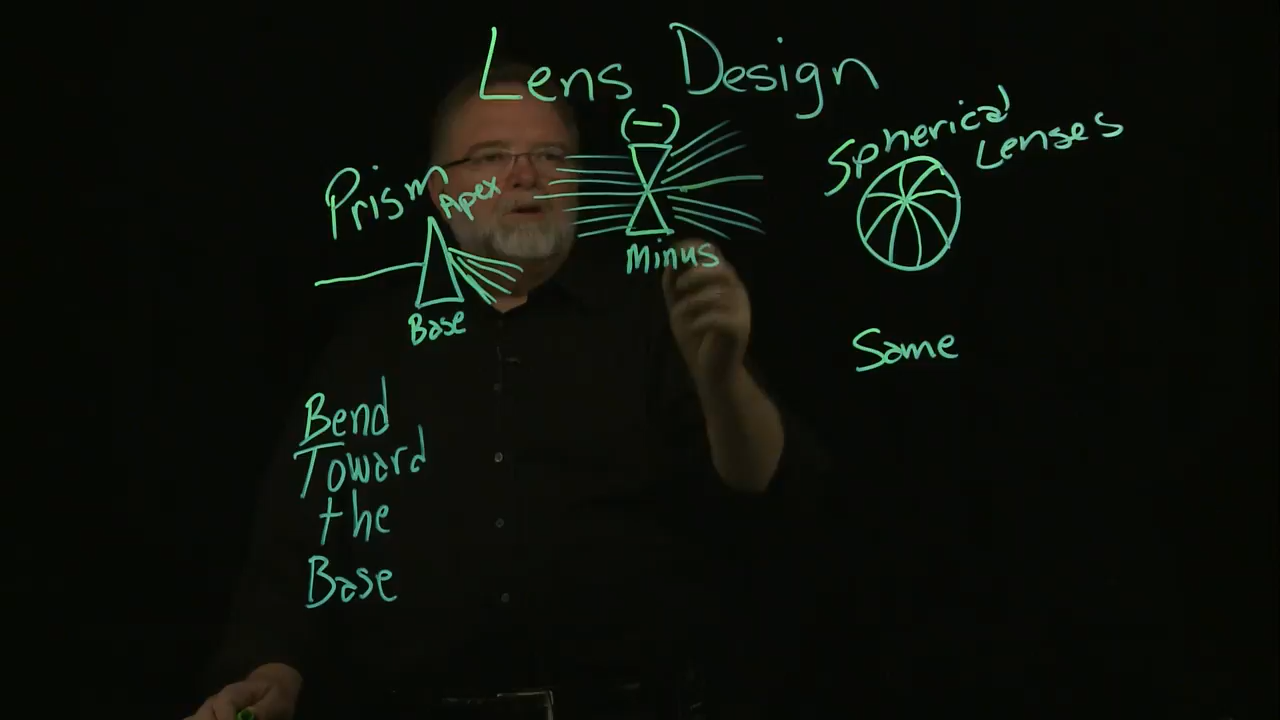 Lens Design
(-)
Minus
Prism
Apex
Base
Bend
Toward
the
Base
Spherical
Lenses
Same